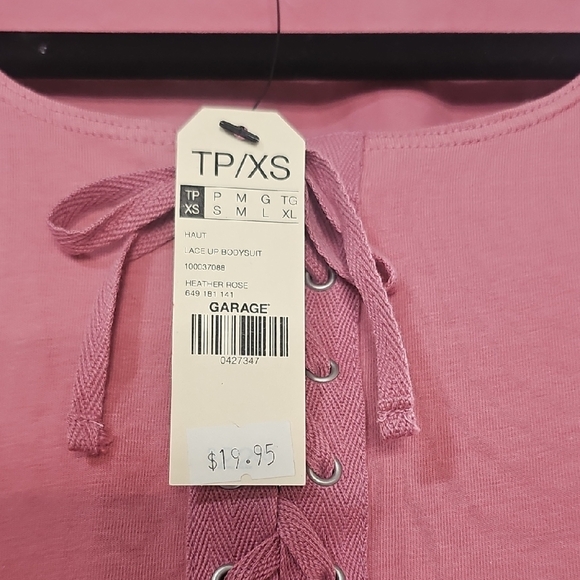 TP/XS
TP P M G TG
XS S M L XL
HAUT
LACE UP BODYSUIT
100037088
HEATHER ROSE
649 181 141
GARAGE
0427347
$19.95